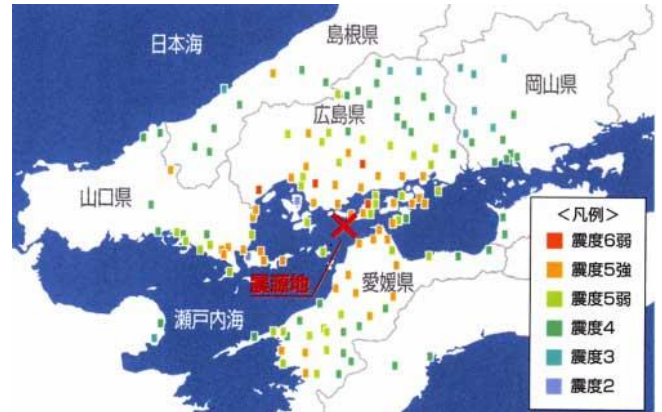 日本海
島根県
岡山県
広島県
山口県
愛媛県
震源地
瀬戸内海
<凡例>
震度6弱
震度5強
震度5弱
震度4
震度3
震度2